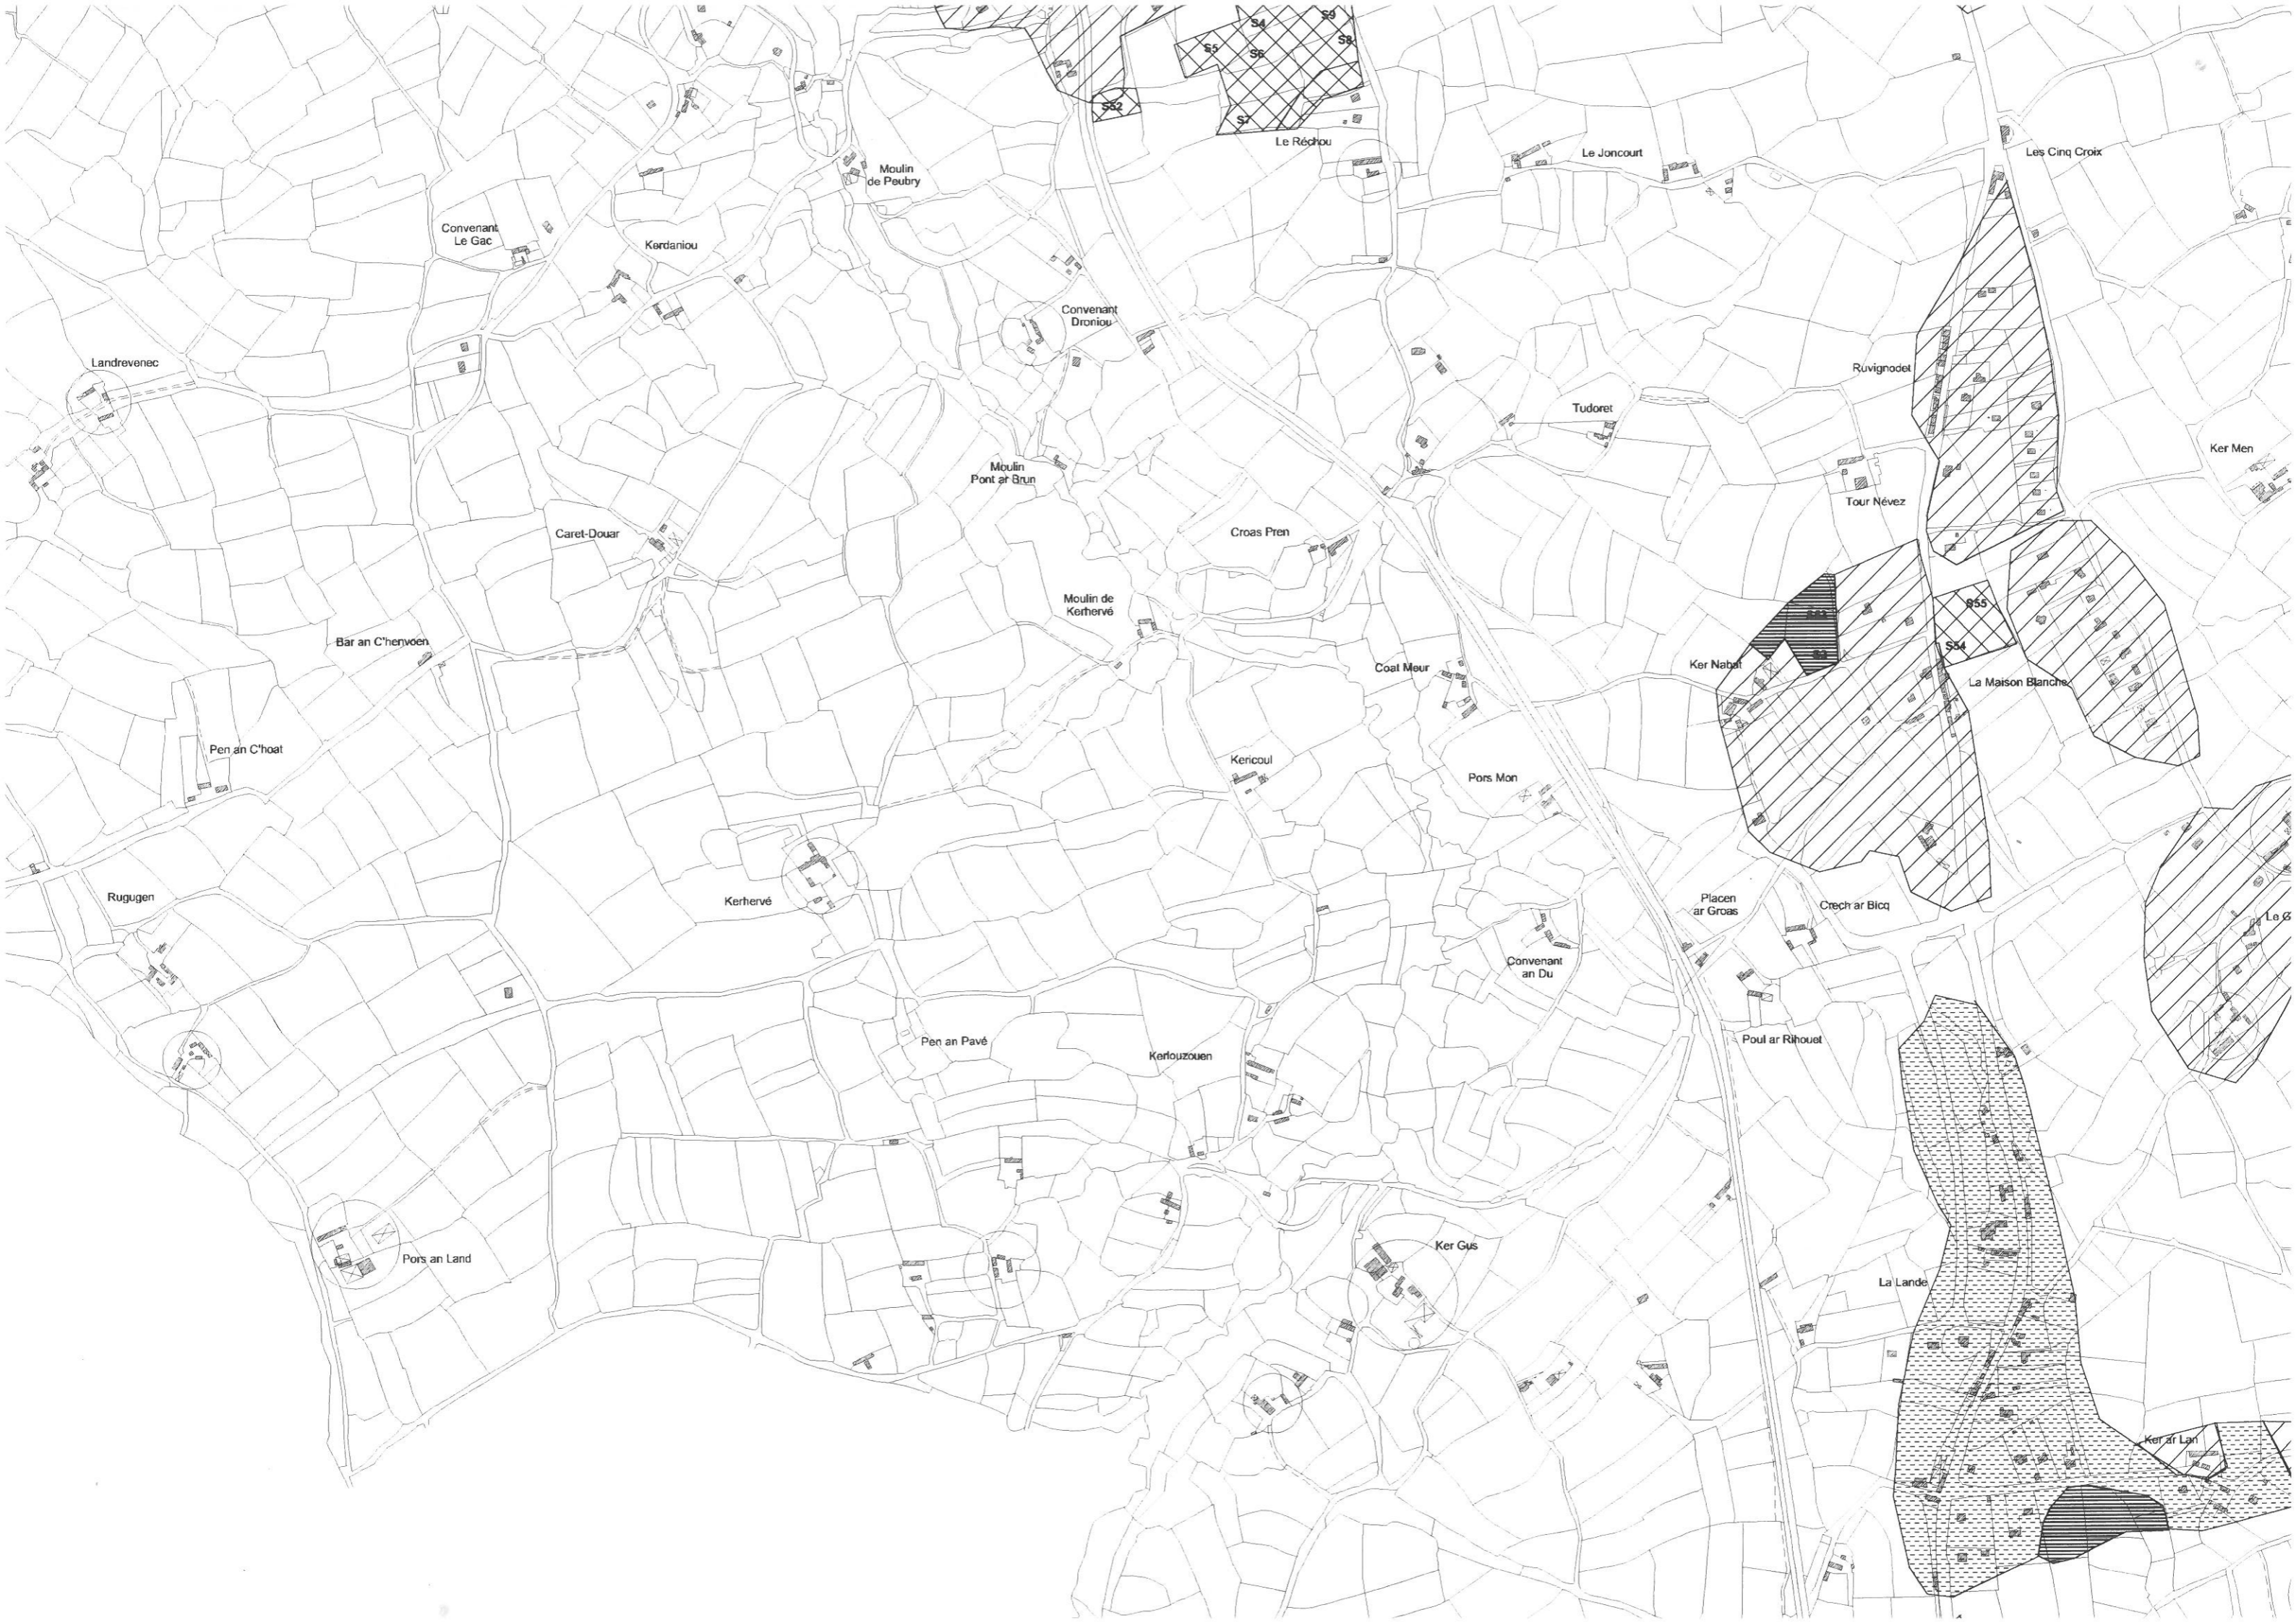 S4
S9
S5
S6
S8
S52
S7
Le Réchou
Le Joncourt
Les Cinq Croix
Moulin
de Peubry
Convenant
Le Gac
Kerdaniou
Convenant
Droniou
Landrevenec
Ruvignodet
Tudoret
Ker Men
Moulin
Pont ar Brun
Tour Névez
Caret-Douar
Croas Pren
Moulin de
Kerhervé
S55
Bar an C'henvoen
S54
Ker Nabat
S3
Coat Meur
La Maison Blanche
Pen an C'hoat
Kericoul
Pors Mon
Rugugen
Kerhervé
Placen
ar Groas
Crech ar Bicq
Le G
Convenant
an Du
Pen an Pavé
Kerlouzouen
Poul ar Rihouet
Pors an Land
Ker Gus
La Lande
Ker ar Lan